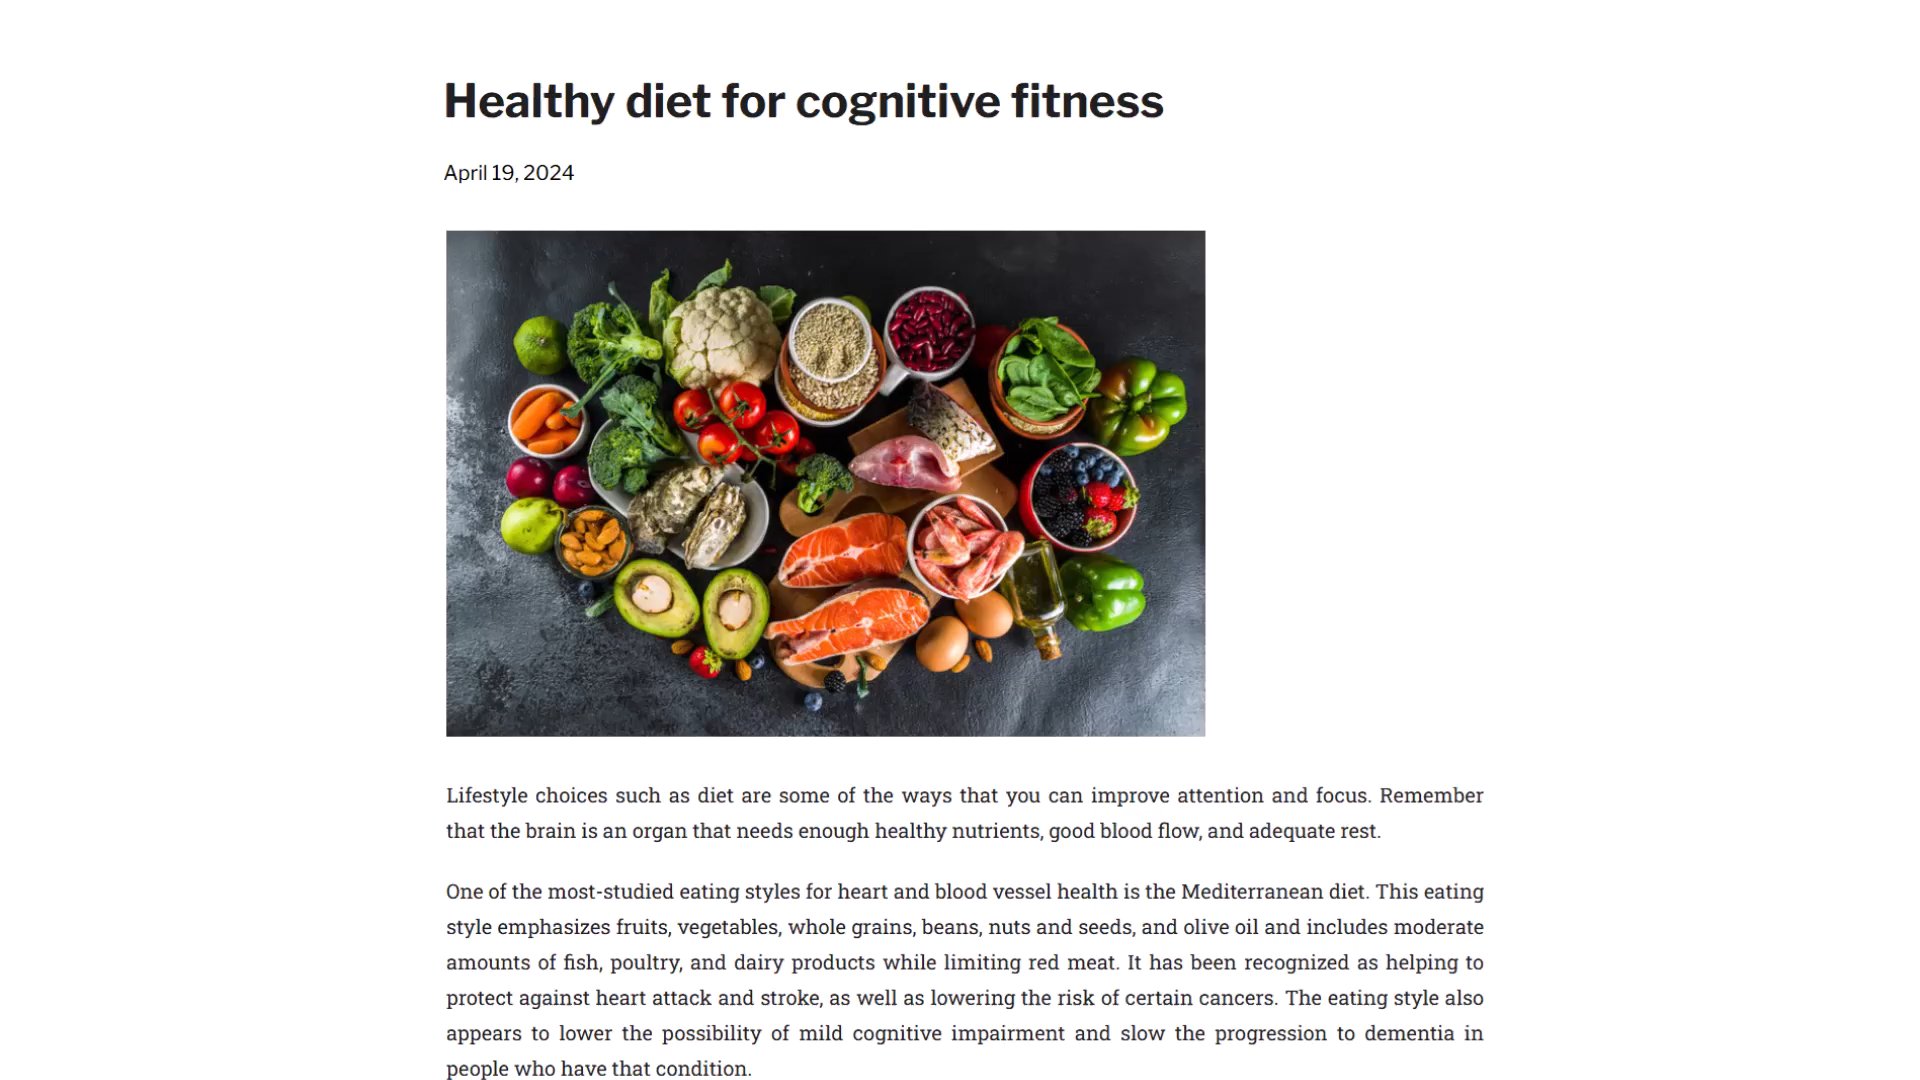 Healthy diet for cognitive fitness
April 19, 2024
Lifestyle choices such as diet are some of the ways that you can improve attention and focus. Remember
that the brain is an organ that needs enough healthy nutrients, good blood flow, and adequate rest.
One of the most-studied eating styles for heart and blood vessel health is the Mediterranean diet. This eating
style emphasizes fruits, vegetables, whole grains, beans, nuts and seeds, and olive oil and includes moderate
amounts of fish, poultry, and dairy products while limiting red meat. It has been recognized as helping to
protect against heart attack and stroke, as well as lowering the risk of certain cancers. The eating style also
appears to lower the possibility of mild cognitive impairment and slow the progression to dementia in
people who have that condition.